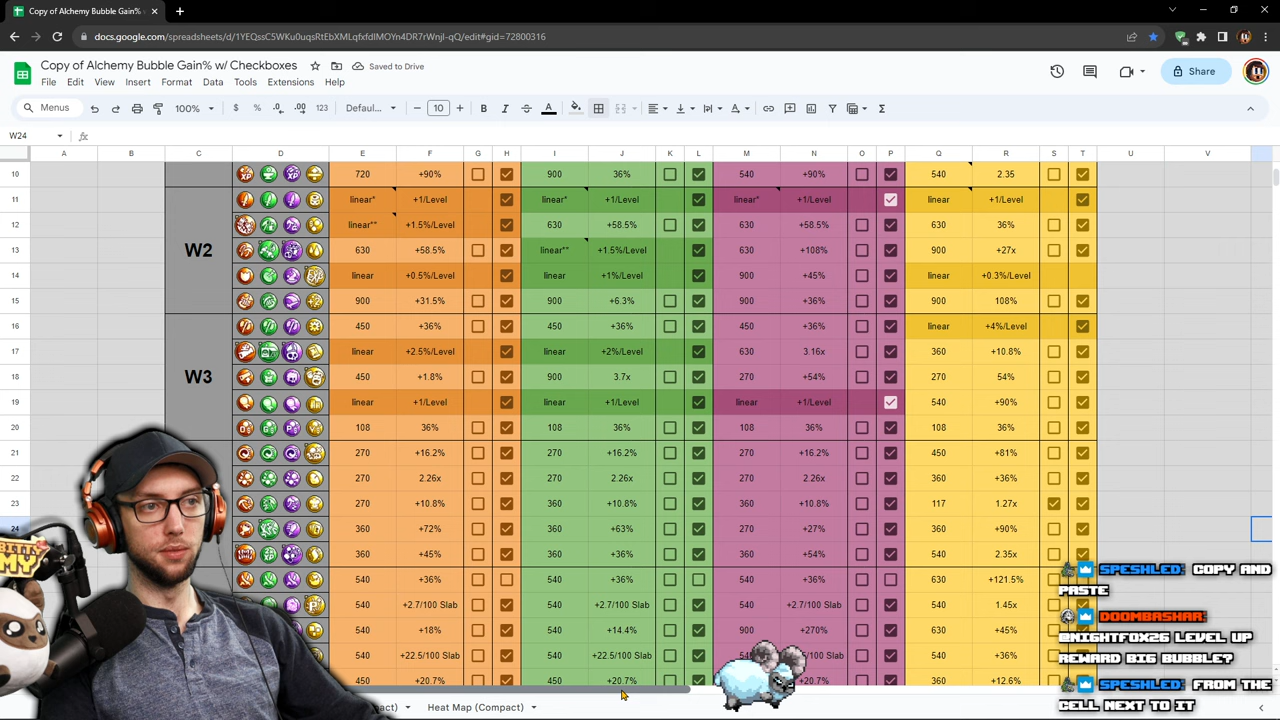 Copy of Alchemy Bubble Gain% w
docs.google.com/spreadsheets/d/1YEQssC5WKu0uqsRtEbXMLqfxfdIMOYn4DR7rWnjI-qQ/edit#gid=72800316
Copy of Alchemy Bubble Gain% w/ Checkboxes
Saved to Drive
File Edit View Insert Format Data Tools Extensions Help
Share
Menus 100% $ % .0 .00 123 Defaul... 10 B I A
W24 fx
A B C D E F G H I J K L M N O P Q R S T U V
10 720 +90% 900 36% 540 +90% 540 2.35
11 linear* +1/Level linear* +1/Level linear* +1/Level linear +1/Level
12 linear** +1.5%/Level 630 +58.5% 630 +58.5% 630 36%
W2
13 630 +58.5% linear** +1.5%/Level 630 +108% 900 +27x
14 linear +0.5%/Level linear +1%/Level 900 +45% linear +0.3%/Level
15 900 +31.5% 900 +6.3% 900 +36% 900 108%
16 450 +36% 450 +36% 450 +36% linear +4%/Level
17 linear +2.5%/Level linear +2%/Level 630 3.16x 360 +10.8%
W3
18 450 +1.8% 900 3.7x 270 +54% 270 54%
19 linear +1/Level linear +1/Level linear +1/Level 540 +90%
20 108 36% 108 36% 108 36% 108 36%
21 270 +16.2% 270 +16.2% 270 +16.2% 450 +81%
22 270 2.26x 270 2.26x 270 2.26x 360 +36%
23 270 +10.8% 360 +10.8% 360 +10.8% 117 1.27x
24 360 +72% 360 +63% 270 +27% 360 +90%
360 +45% 360 +36% 360 +54% 540 2.35x
540 +36% 540 +36% 540 +36% 630 +121.5%
540 +2.7/100 Slab 540 +2.7/100 Slab 540 +2.7/100 Slab 540 1.45x
540 +18% 540 +14.4% 900 +270% 630 +45%
540 +22.5/100 Slab 540 +22.5/100 Slab 540 +36%
450 +20.7% 450 +20.7% +20.7% 360 +12.6%
BITTY
MY
SPESHLED: COPY AND
PASTE
DOOMBASHAR:
@NIGHTFOX26 LEVEL UP
REWARD BIG BUBBLE?
SPESHLED: FROM THE
CELL NEXT TO IT
Heat Map (Compact)